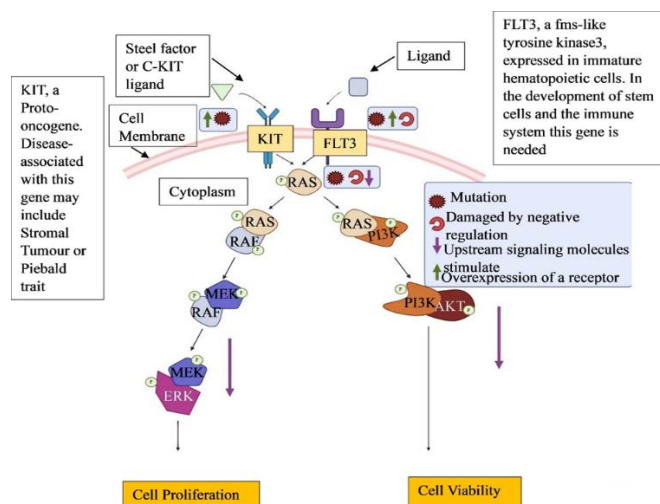 Steel factor
or C-KIT
ligand
Ligand
FLT3, a fms-like
tyrosine kinase3,
expressed in immature
hematopoietic cells. In
the development of stem
cells and the immune
system this gene is
needed
KIT, a
Proto-
oncogene.
Disease-
associated
with this
gene may
include
Stromal
Tumour or
Piebald
trait
Cell
Membrane
KIT
FLT3
Cytoplasm
P
RAS
P
RAS
RAF
P
P
RAS
PI3K
P
Mutation
Damaged by negative
regulation
Upstream signaling molecules
stimulate
Overexpression of a receptor
P
MEK
RAF
P
P
PI3K
AKT
P
P
MEK
P
ERK
Cell Proliferation
Cell Viability